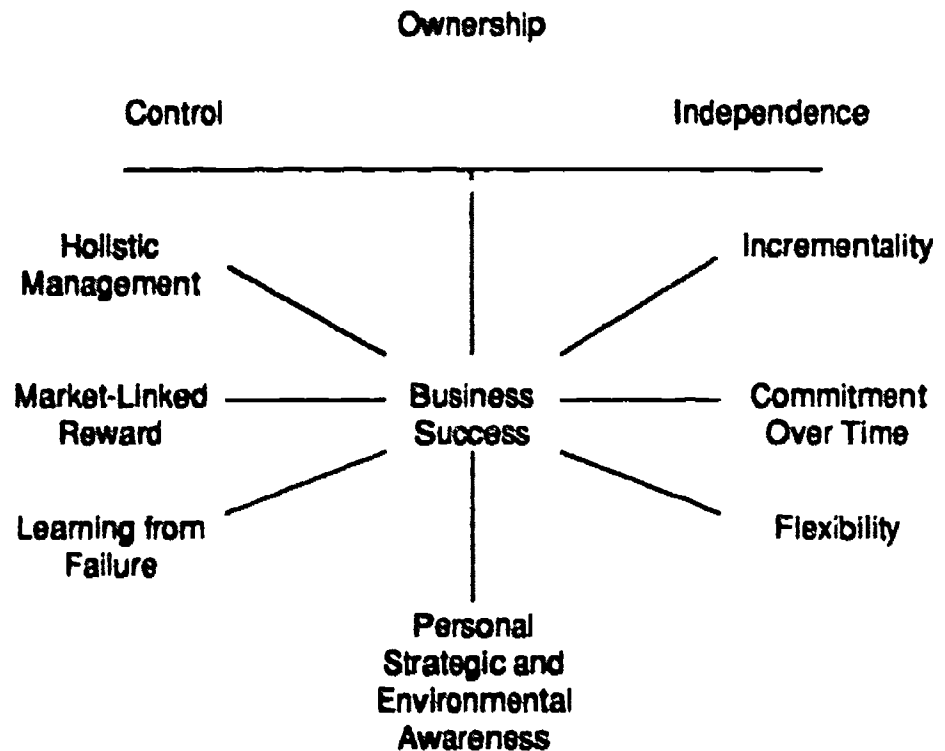 Ownership
Control
Independence
Holistic
Management
Incrementality
Market-Linked
Reward
Business
Success
Commitment
Over Time
Learning from
Failure
Flexibility
Personal
Strategic and
Environmental
Awareness